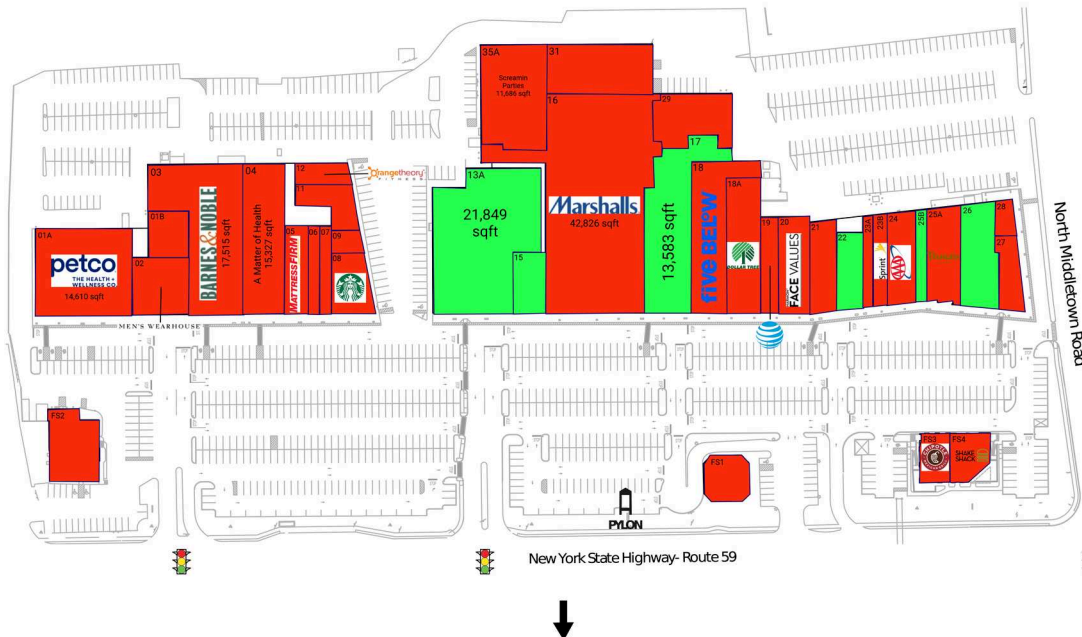 35A
31
Screamin
Parties
11,686 sqft
16
29
17
03
04
12
orangetheory
FITNESS
11
13A
18
18A
01B
01A
02
05
06
07
09
08
petco
THE HEALTH +
WELLNESS CO.
14,610 sqft
BARNES & NOBLE
17,515 sqft
A Matter of Health
15,327 sqft
MATTRESSFIRM
21,849
sqft
15
Marshalls
42,826 sqft
13,583 sqft
five BELOW
DOLLAR TREE
19
20
FACE VALUES
21
22
23A
23B
Sprint
24
AAA
25B
25A
26
28
27
MEN'S WEARHOUSE
AT&T
North Middletown Road
FS2
FS1
FS3
FS4
CHIPOTLE
SHAKE
SHACK
PYLON
New York State Highway- Route 59